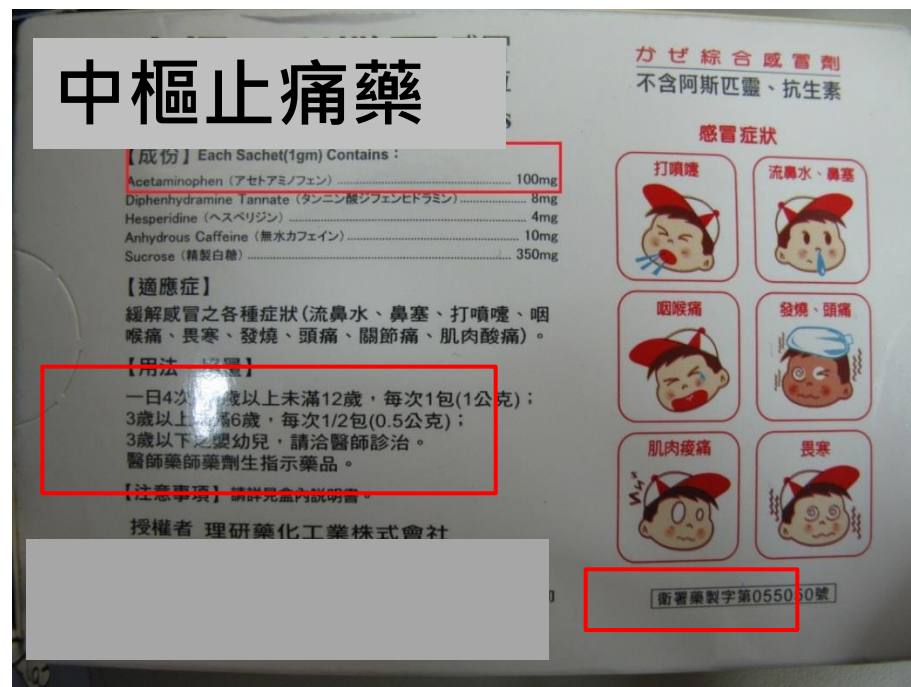 中樞止痛藥
【成份】Each Sachet(1gm) Contains：
Acetaminophen（アセトアミノフェン） 100mg
Diphenhydramine Tannate（タンニン酸ジフェンヒドラミン） 8mg
Hesperidine（ヘスペリジン） 4mg
Anhydrous Caffeine（無水カフェイン） 10mg
Sucrose（精製白糖） 350mg
【適應症】
緩解感冒之各種症狀(流鼻水、鼻塞、打噴嚏、咽
喉痛、畏寒、發燒、頭痛、關節痛、肌肉酸痛)。
【用法
一日4次 歲以上未滿12歲，每次1包(1公克)；
3歲以上 滿6歲，每次1/2包(0.5公克)；
3歲以下之嬰幼兒，請洽醫師診治。
醫師藥師藥劑生指示藥品。
【注意事項】請詳見盒內說明書。
授權者 理研藥化工業株式會社
かぜ綜合感冒劑
不含阿斯匹靈、抗生素
感冒症狀
打噴嚏
流鼻水、鼻塞
咽喉痛
發燒、頭痛
肌肉痠痛
畏寒
衛署藥製字第055050號